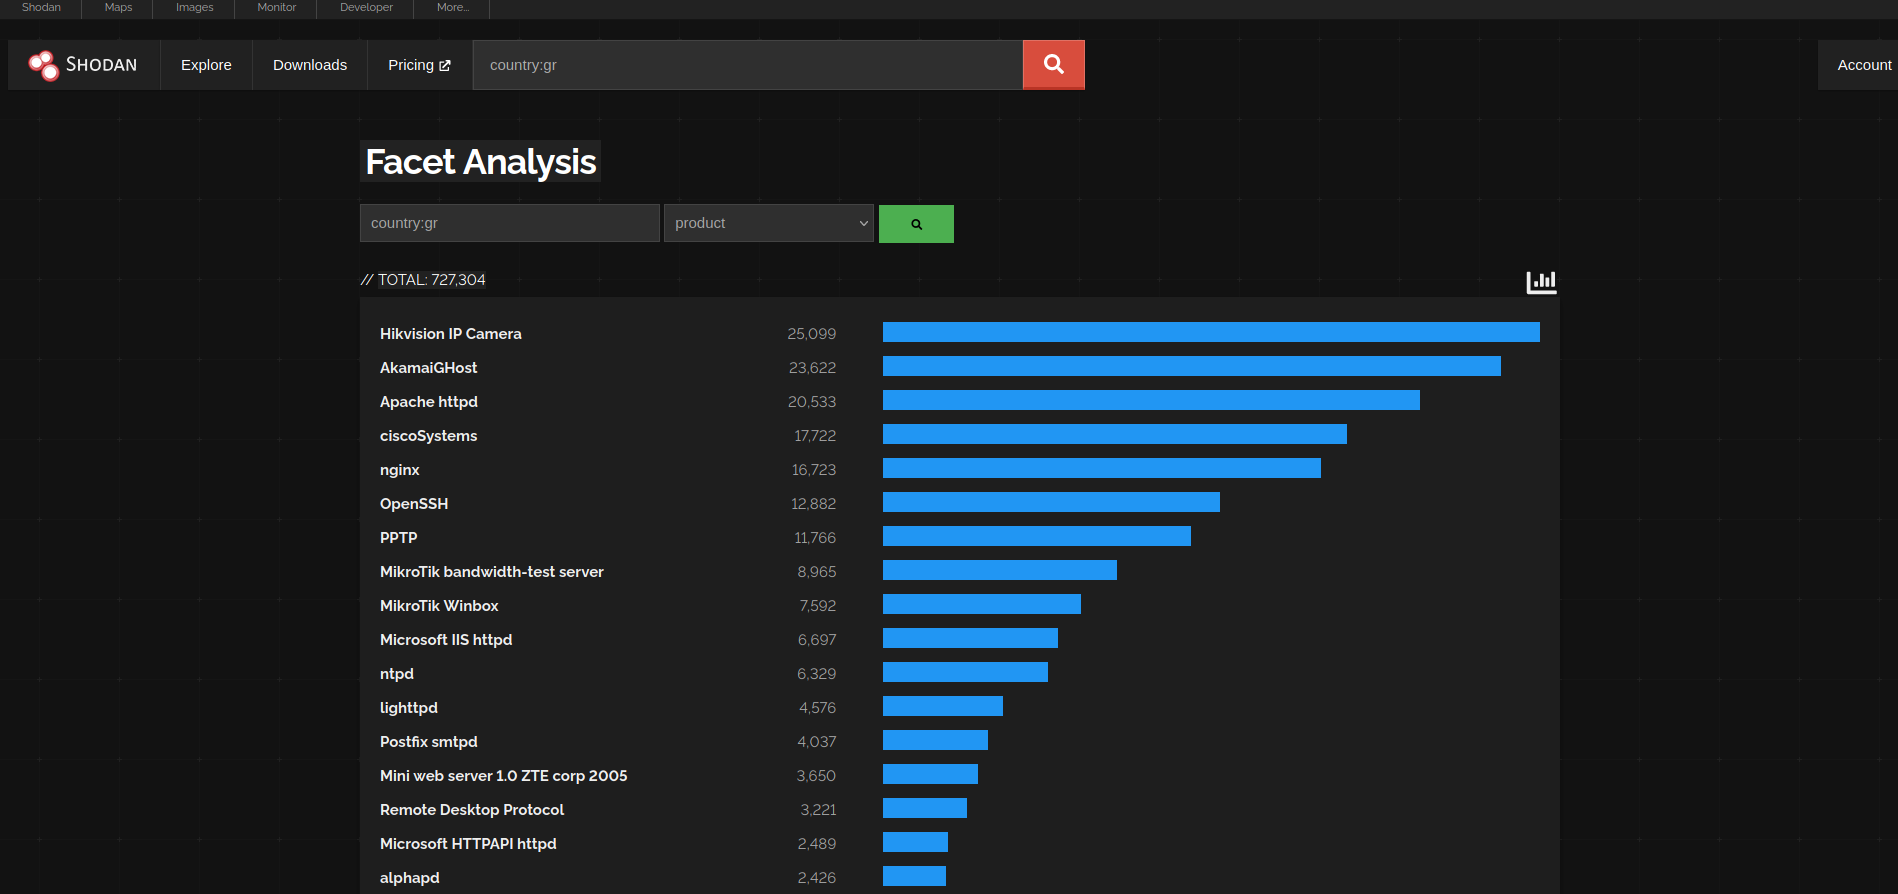 Shodan Maps Images Monitor Developer More...
SHODAN Explore Downloads Pricing country:gr Account
Facet Analysis
country:gr product
// TOTAL: 727,304
Hikvision IP Camera 25,099
AkamaiGHost 23,622
Apache httpd 20,533
ciscoSystems 17,722
nginx 16,723
OpenSSH 12,882
PPTP 11,766
MikroTik bandwidth-test server 8,965
MikroTik Winbox 7,592
Microsoft IIS httpd 6,697
ntpd 6,329
lighttpd 4,576
Postfix smtpd 4,037
Mini web server 1.0 ZTE corp 2005 3,650
Remote Desktop Protocol 3,221
Microsoft HTTPAPI httpd 2,489
alphapd 2,426